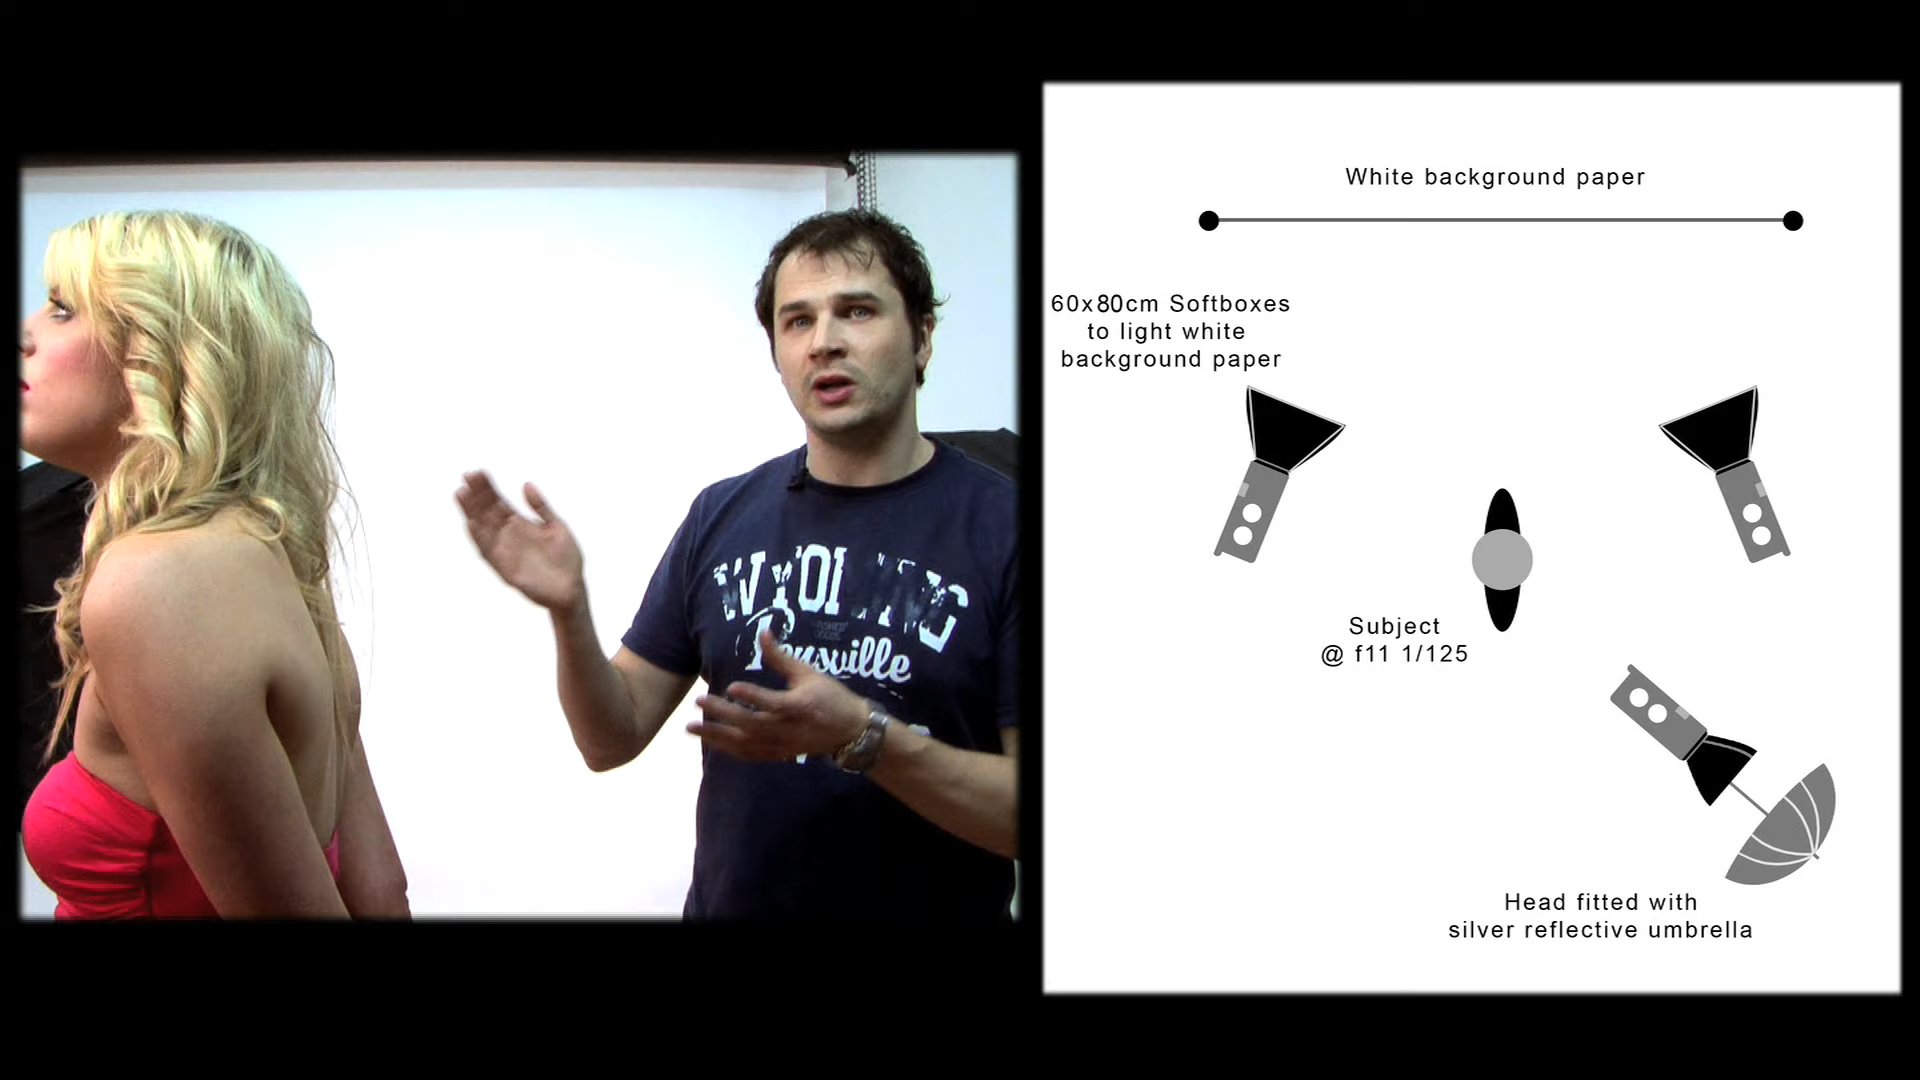 White background paper
60x80cm Softboxes
to light white
background paper
Subject
@ f11 1/125
Head fitted with
silver reflective umbrella